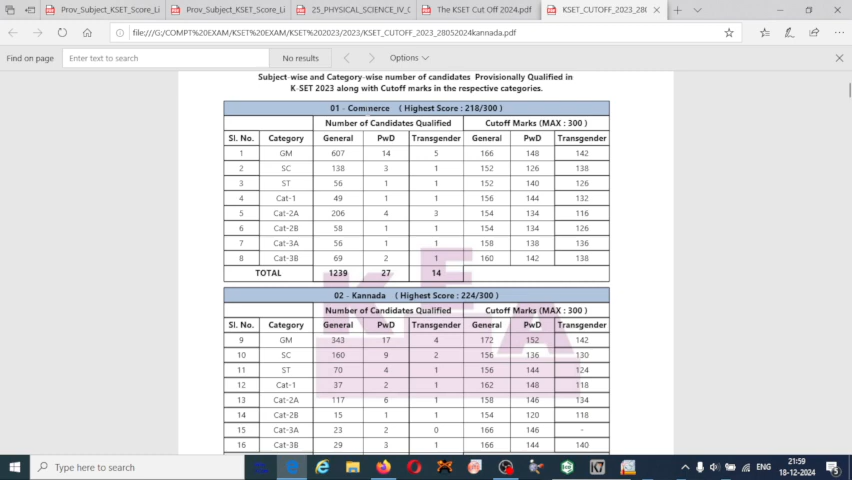 Prov_Subject_KSET_Score_Li
Prov_Subject_KSET_Score_Li
25_PHYSICAL_SCIENCE_IV_C
The KSET Cut Off 2024.pdf
KSET_CUTOFF_2023_28
file:///G:/COMPT%20EXAM/KSET%20EXAM/KSET%202023/2023/KSET_CUTOFF_2023_28052024kannada.pdf
Find on page Enter text to search No results Options
Subject-wise and Category-wise number of candidates Provisionally Qualified in
K-SET 2023 along with Cutoff marks in the respective categories.
01 - Commerce ( Highest Score : 218/300 )
Number of Candidates Qualified Cutoff Marks (MAX : 300 )
Sl. No. Category General PwD Transgender General PwD Transgender
1 GM 607 14 5 166 148 142
2 SC 138 3 1 152 126 138
3 ST 56 1 1 152 140 126
4 Cat-1 49 1 1 156 144 132
5 Cat-2A 206 4 3 154 134 116
6 Cat-2B 58 1 1 154 134 126
7 Cat-3A 56 1 1 158 138 136
8 Cat-3B 69 2 1 160 142 138
TOTAL 1239 27 14
KEA
02 - Kannada ( Highest Score : 224/300 )
Number of Candidates Qualified Cutoff Marks (MAX : 300 )
Sl. No. Category General PwD Transgender General PwD Transgender
9 GM 343 17 4 172 152 142
10 SC 160 9 2 156 136 130
11 ST 70 4 1 156 144 124
12 Cat-1 37 2 1 162 148 118
13 Cat-2A 117 6 1 158 146 134
14 Cat-2B 15 1 1 154 120 118
15 Cat-3A 23 2 0 166 146 -
16 Cat-3B 29 3 1 166 144 140
Type here to search
ENG
21:59
18-12-2024